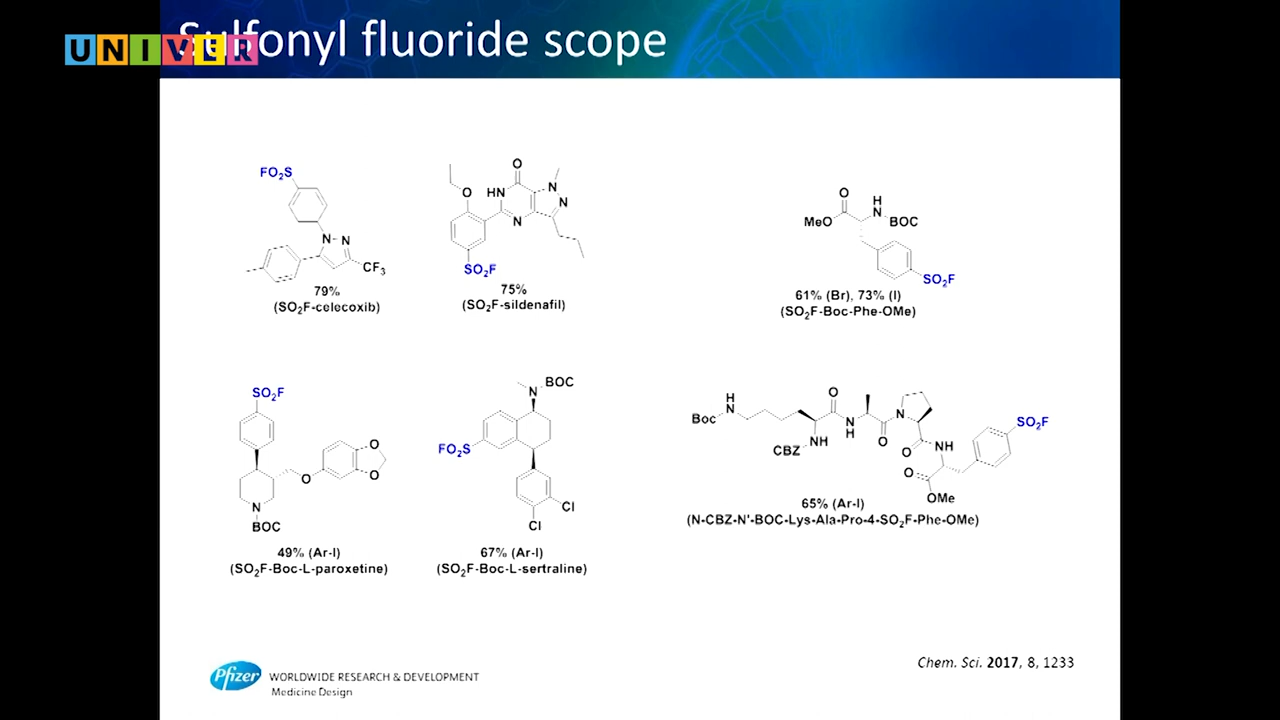 Sulfonyl fluoride scope
UNIVER
FO2S
N
N
CF3
79%
(SO2F-celecoxib)
O
O
HN
N
N
N
SO2F
75%
(SO2F-sildenafil)
O
MeO
H
N
BOC
SO2F
61% (Br), 73% (I)
(SO2F-Boc-Phe-OMe)
SO2F
O
O
O
N
BOC
49% (Ar-I)
(SO2F-Boc-L-paroxetine)
N
BOC
FO2S
Cl
Cl
67% (Ar-I)
(SO2F-Boc-L-sertraline)
Boc
H
N
O
NH
CBZ
N
H
O
N
O
NH
O
OMe
SO2F
65% (Ar-I)
(N-CBZ-N'-BOC-Lys-Ala-Pro-4-SO2F-Phe-OMe)
Chem. Sci. 2017, 8, 1233
Pfizer
WORLDWIDE RESEARCH & DEVELOPMENT
Medicine Design